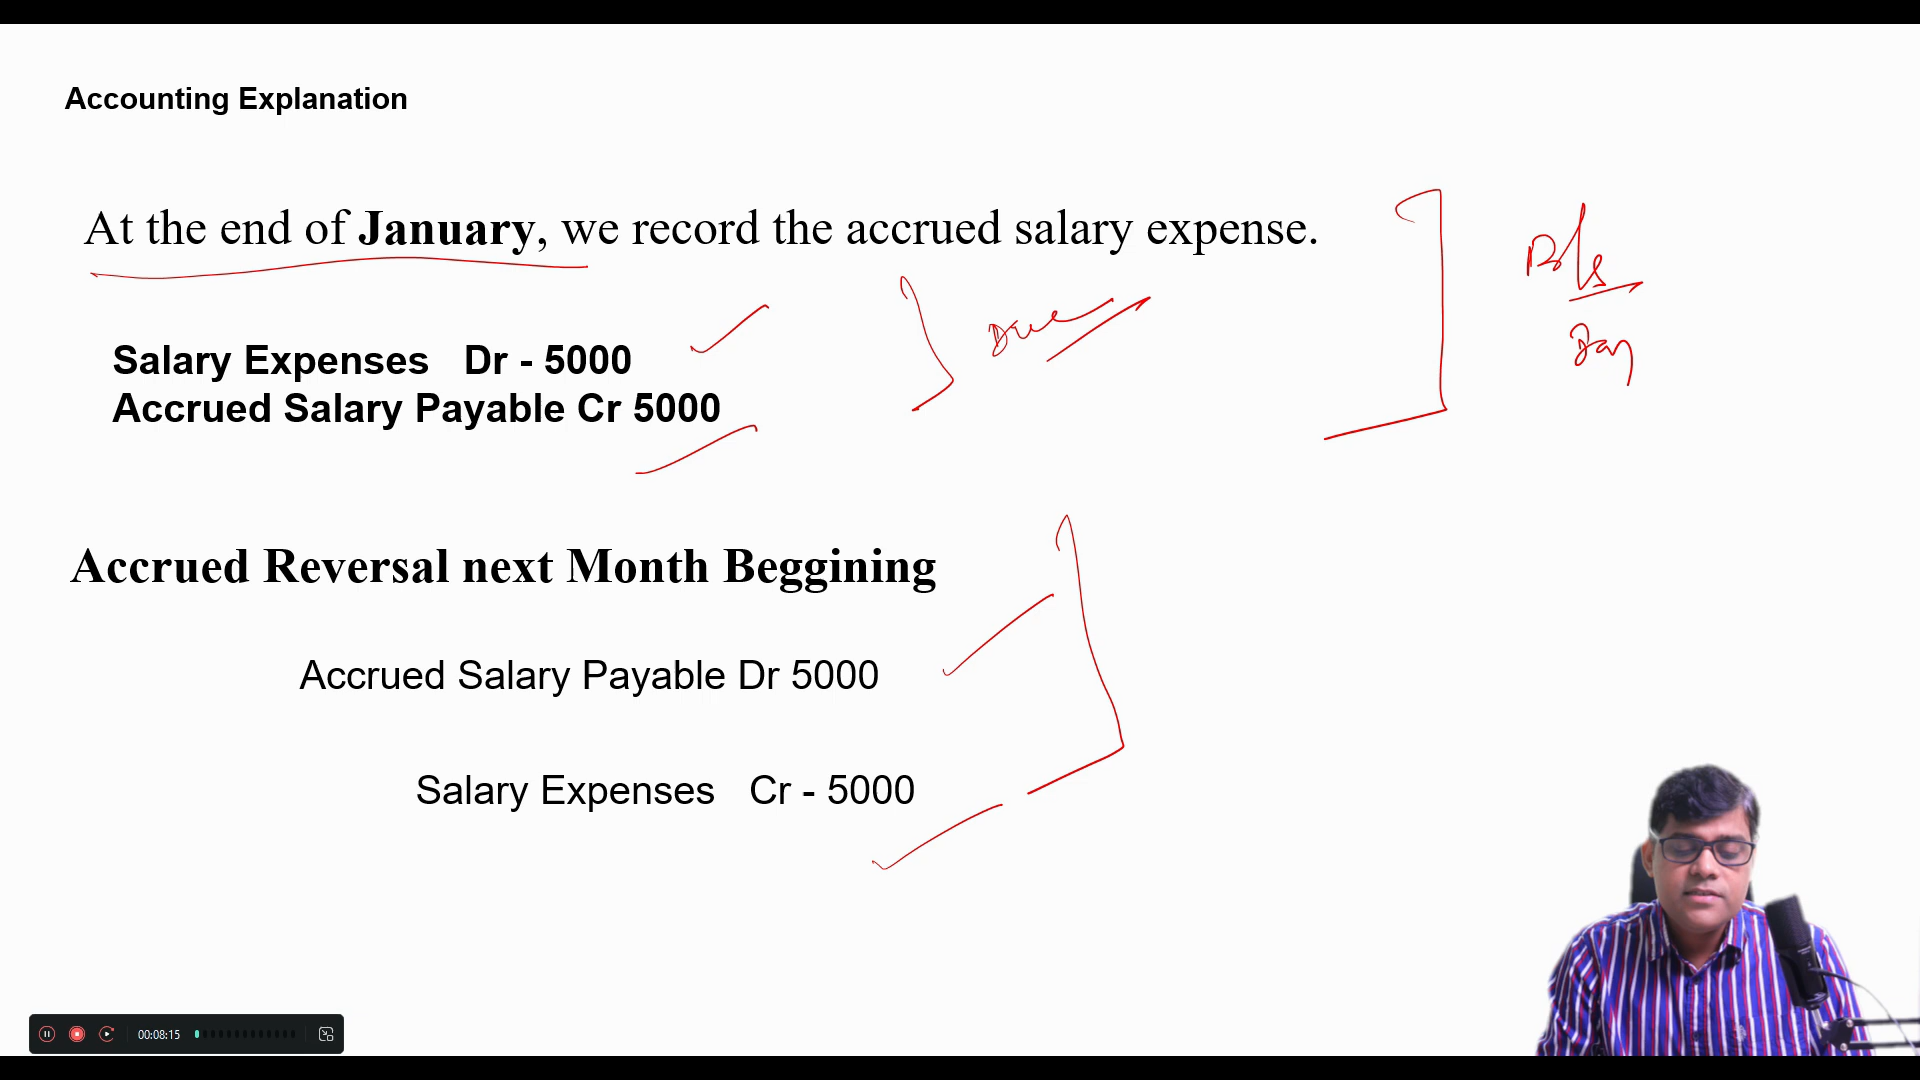 Accounting Explanation
At the end of January, we record the accrued salary expense.
Salary Expenses Dr - 5000
Accrued Salary Payable Cr 5000
Due
B/s
Jan
Accrued Reversal next Month Beggining
Accrued Salary Payable Dr 5000
Salary Expenses Cr - 5000
00:08:15